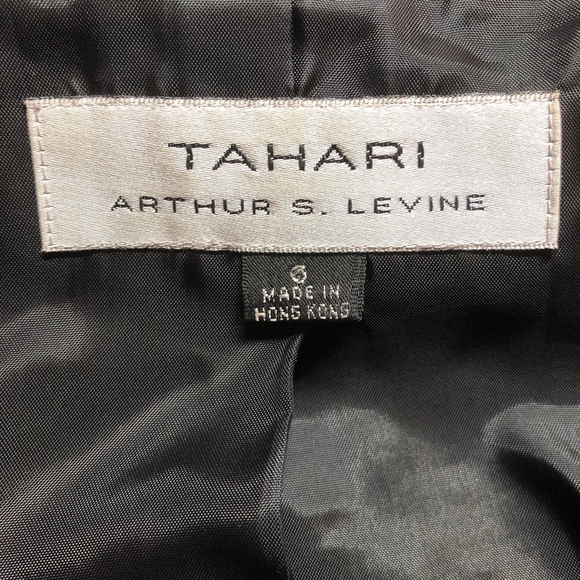 TAHARI
ARTHUR S. LEVINE
6
MADE IN
HONG KONG